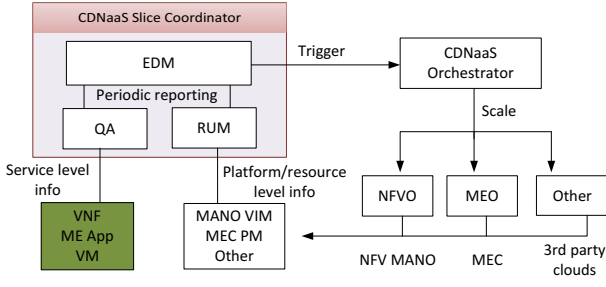 CDNaaS Slice Coordinator
EDM
Trigger
CDNaaS
Orchestrator
Periodic reporting
QA
RUM
Scale
Service level
info
Platform/resource
level info
NFVO
MEO
Other
VNF
ME App
VM
MANO VIM
MEC PM
Other
NFV MANO
MEC
3rd party
clouds